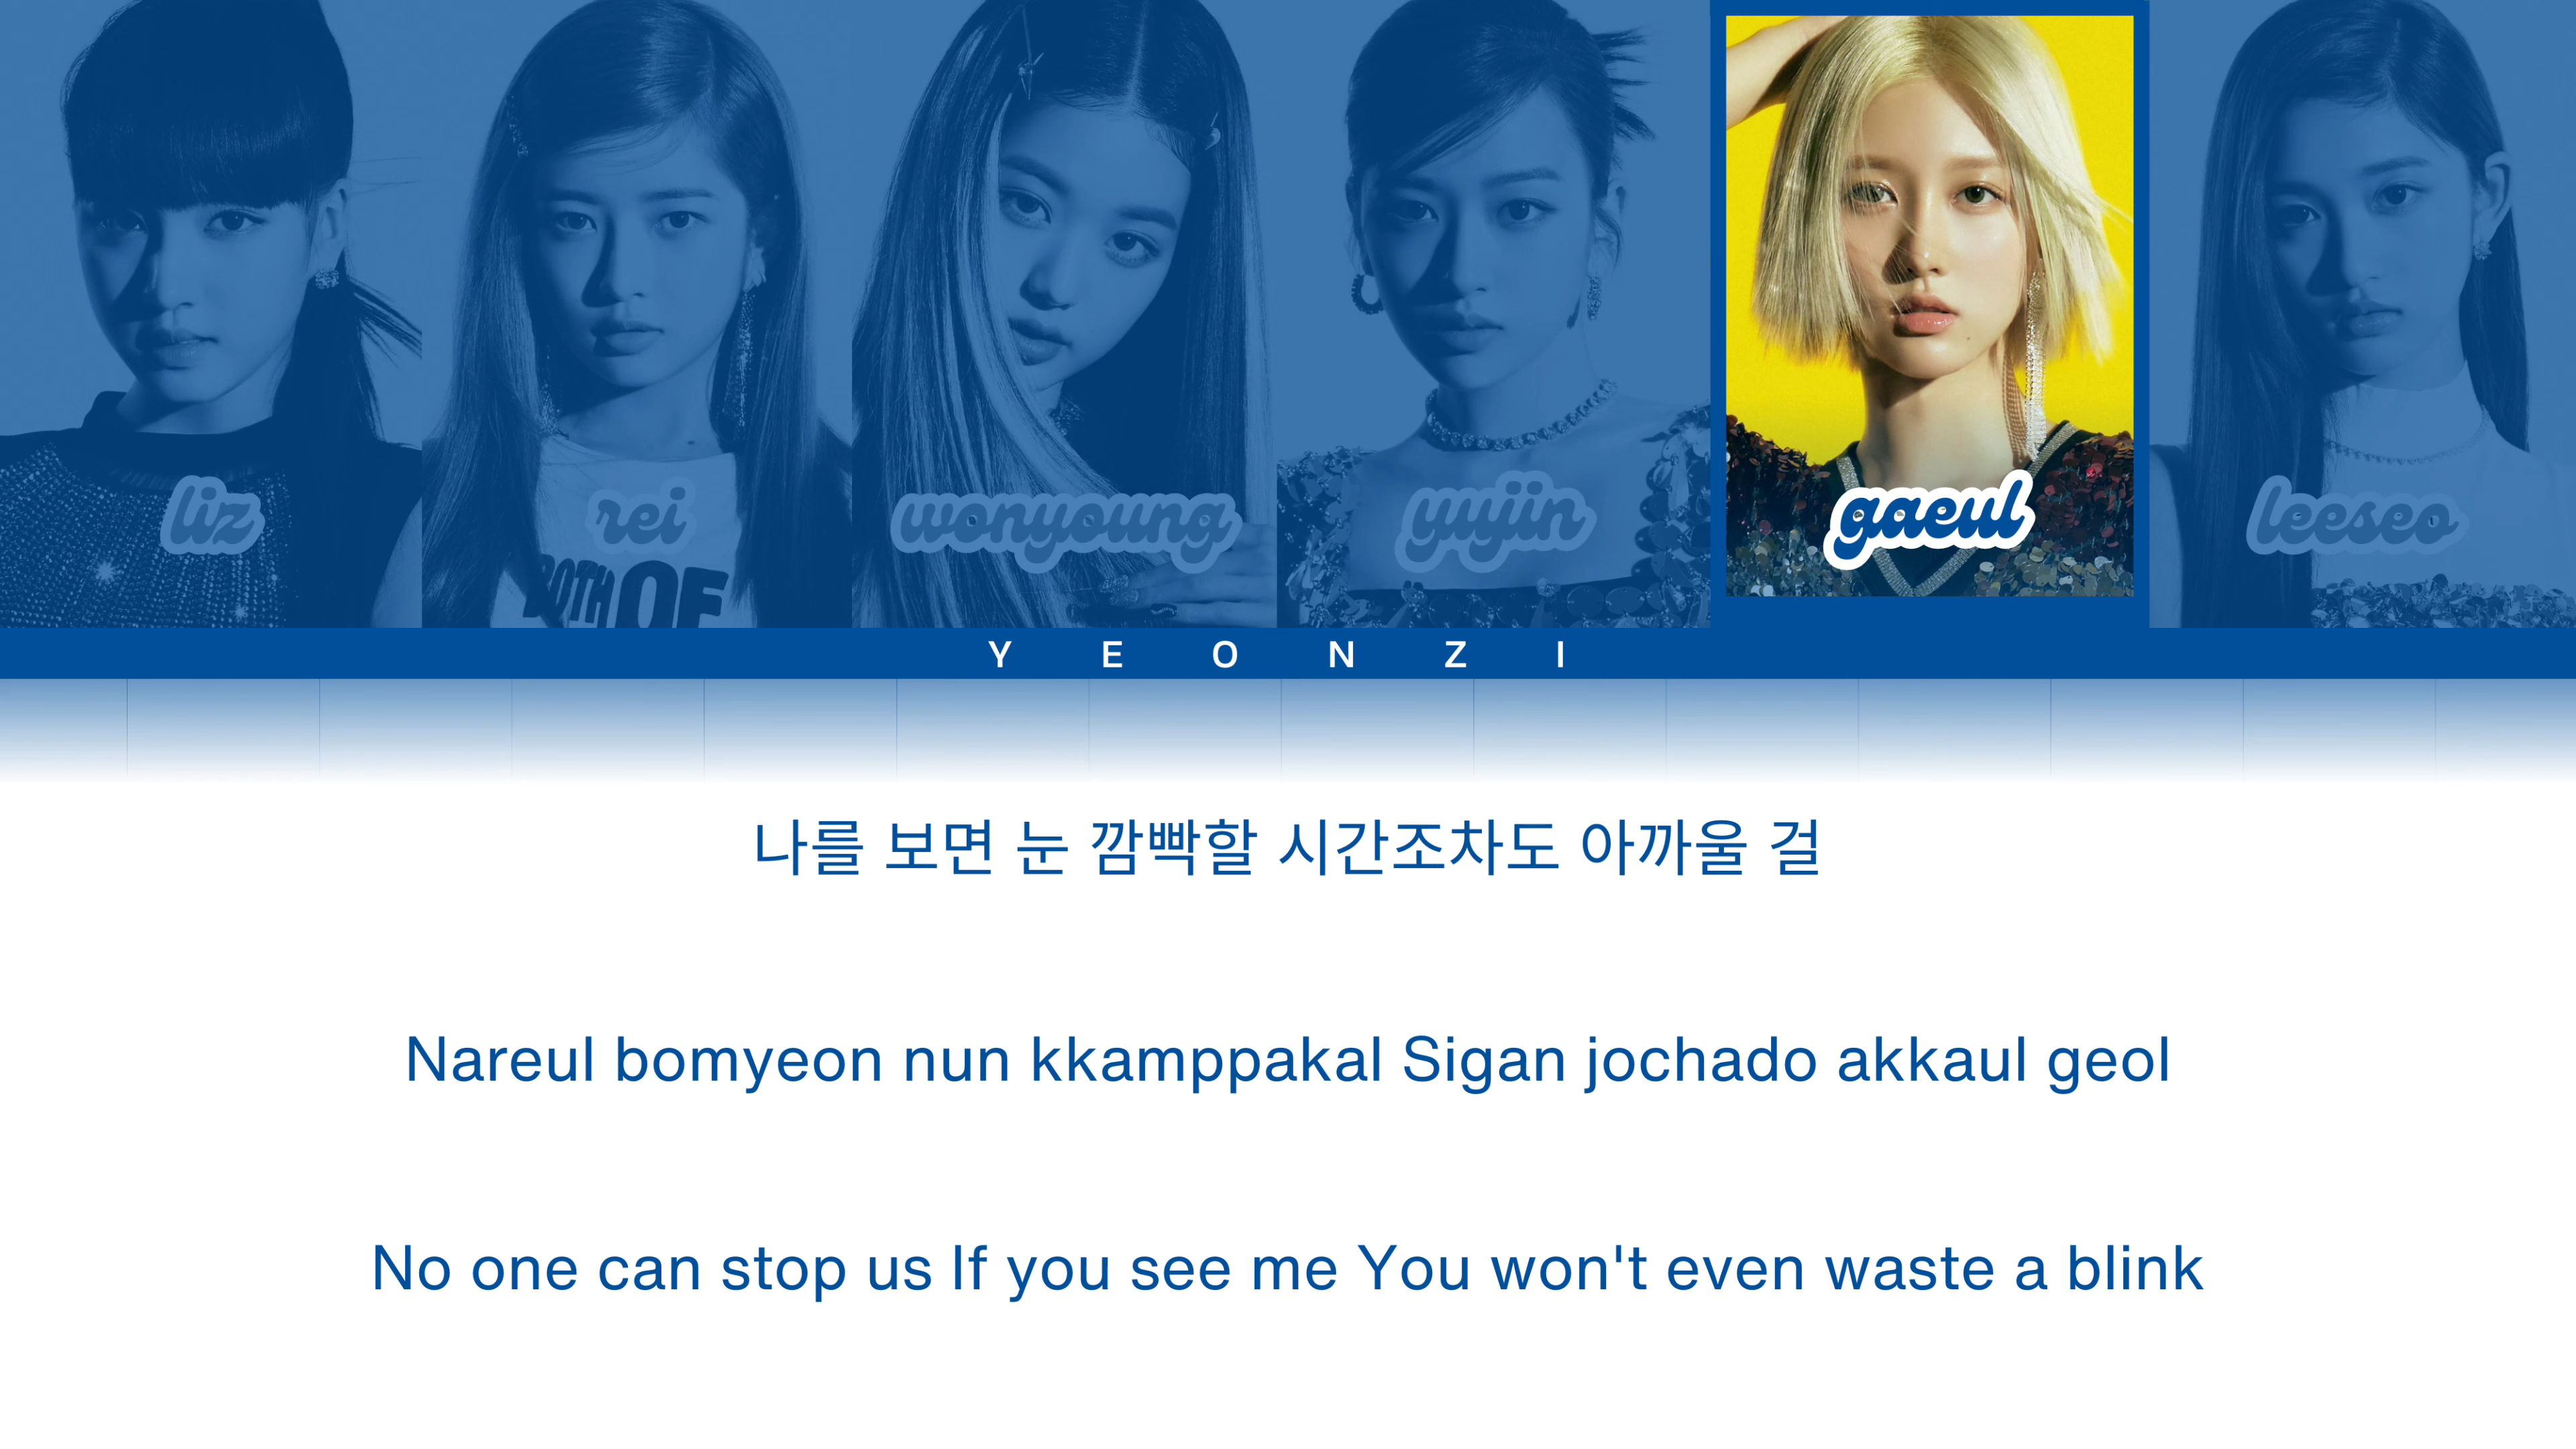 liz rei wonyoung yujin gaeul leeseo
BOTH OF
Y E O N Z I
나를 보면 눈 깜빡할 시간조차도 아까울 걸
Nareul bomyeon nun kkamppakal Sigan jochado akkaul geol
No one can stop us If you see me You won't even waste a blink